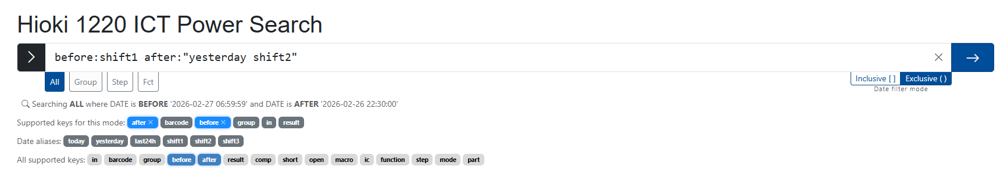 Hioki 1220 ICT Power Search
before:shift1 after:"yesterday shift2"
All Group Step Fct Inclusive [ ] Exclusive ( )
Date filter mode
Searching ALL where DATE is BEFORE '2026-02-27 06:59:59' and DATE is AFTER '2026-02-26 22:30:00'
Supported keys for this mode: after × barcode before × group in result
Date aliases: today yesterday last24h shift1 shift2 shift3
All supported keys: in barcode group before after result comp short open macro ic function step mode part